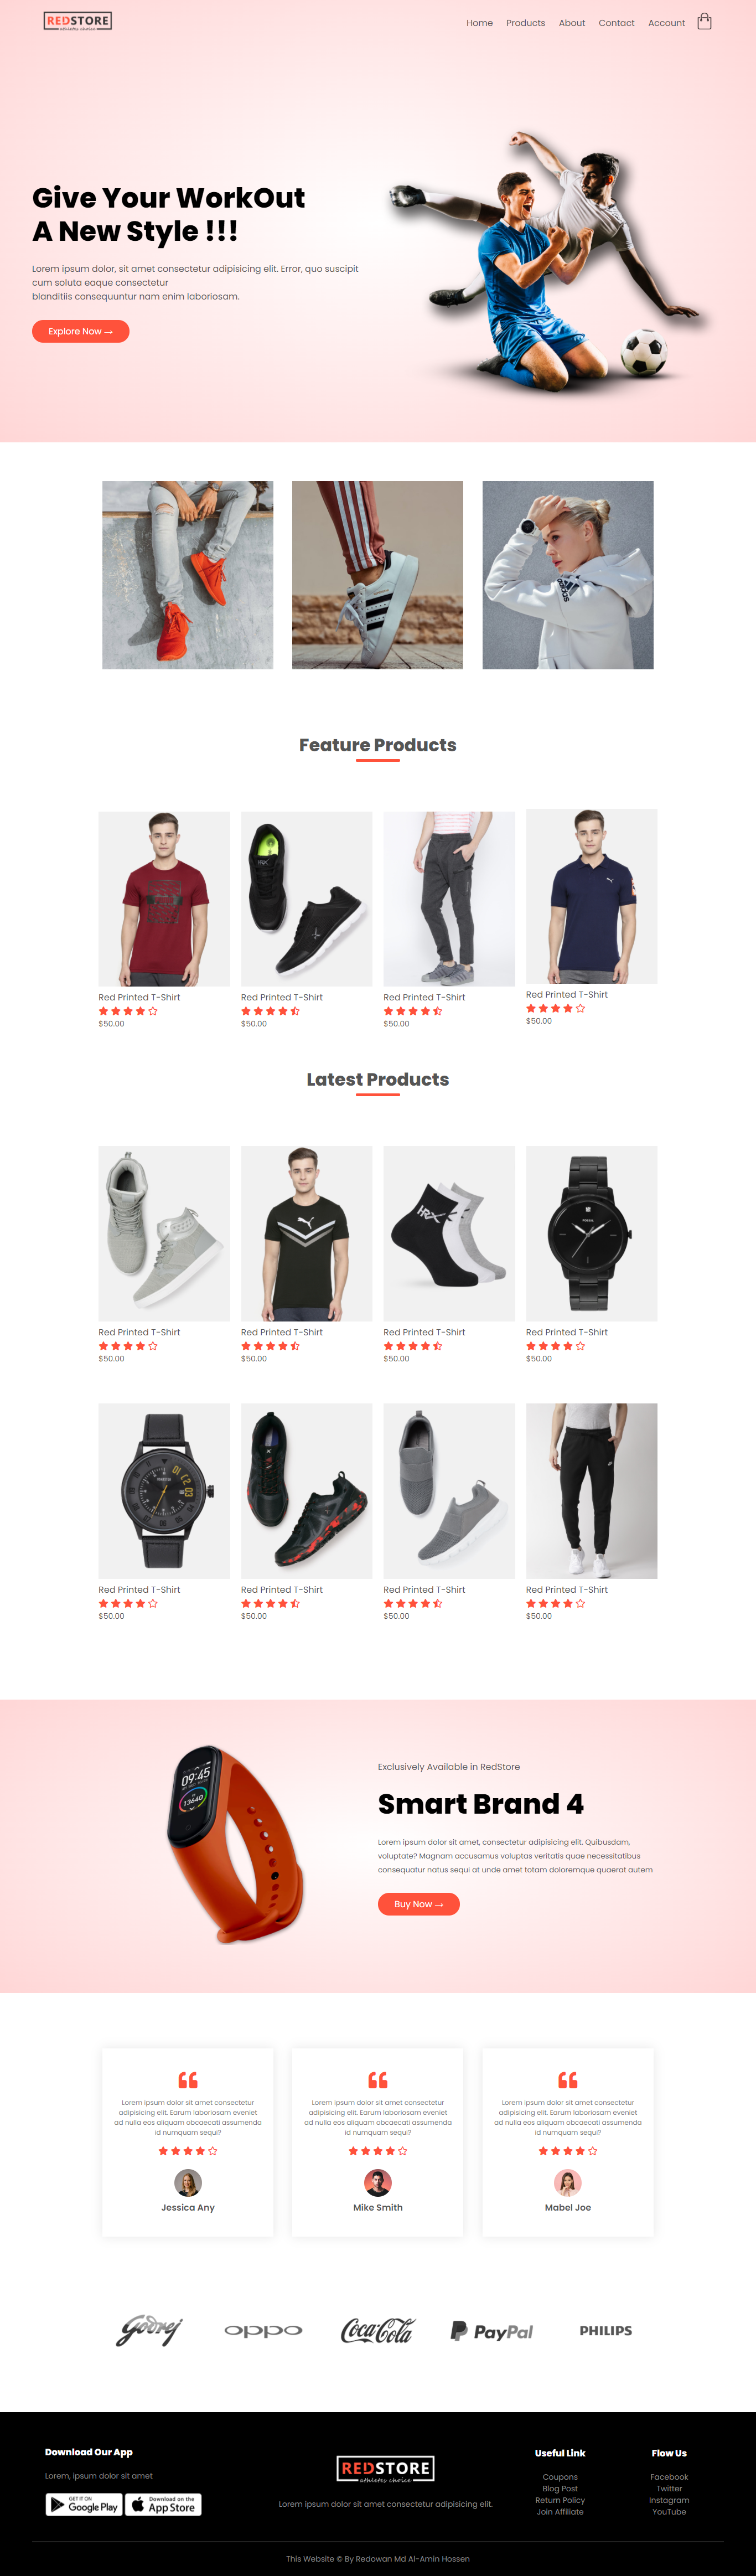 REDSTORE
athletes choice
Home Products About Contact Account
Give Your WorkOut
A New Style !!!
Lorem ipsum dolor, sit amet consectetur adipisicing elit. Error, quo suscipit
cum soluta eaque consectetur
blanditiis consequuntur nam enim laboriosam.
Explore Now →
adidas
Feature Products
HRX
Red Printed T-Shirt
$50.00
Red Printed T-Shirt
$50.00
Red Printed T-Shirt
$50.00
Red Printed T-Shirt
$50.00
Latest Products
HRX
FOSSIL
Red Printed T-Shirt
$50.00
Red Printed T-Shirt
$50.00
Red Printed T-Shirt
$50.00
Red Printed T-Shirt
$50.00
01 02 03
Red Printed T-Shirt
$50.00
Red Printed T-Shirt
$50.00
Red Printed T-Shirt
$50.00
Red Printed T-Shirt
$50.00
09:45
13640
Exclusively Available in RedStore
Smart Brand 4
Lorem ipsum dolor sit amet, consectetur adipisicing elit. Quibusdam,
voluptate? Magnam accusamus voluptas veritatis quae necessitatibus
consequatur natus sequi at unde amet totam doloremque quaerat autem
Buy Now →
Lorem ipsum dolor sit amet consectetur
adipisicing elit. Earum laboriosam eveniet
ad nulla eos aliquam obcaecati assumenda
id numquam sequi?
Jessica Any
Lorem ipsum dolor sit amet consectetur
adipisicing elit. Earum laboriosam eveniet
ad nulla eos aliquam obcaecati assumenda
id numquam sequi?
Mike Smith
Lorem ipsum dolor sit amet consectetur
adipisicing elit. Earum laboriosam eveniet
ad nulla eos aliquam obcaecati assumenda
id numquam sequi?
Mabel Joe
Godrej
oppo
Coca-Cola
PayPal
PHILIPS
Download Our App
Lorem, ipsum dolor sit amet
GET IT ON
Google Play
Download on the
App Store
REDSTORE
athletes choice
Lorem ipsum dolor sit amet consectetur adipisicing elit.
Useful Link
Coupons
Blog Post
Return Policy
Join Affiliate
Flow Us
Facebook
Twitter
Instagram
YouTube
This Website © By Redowan Md Al-Amin Hossen